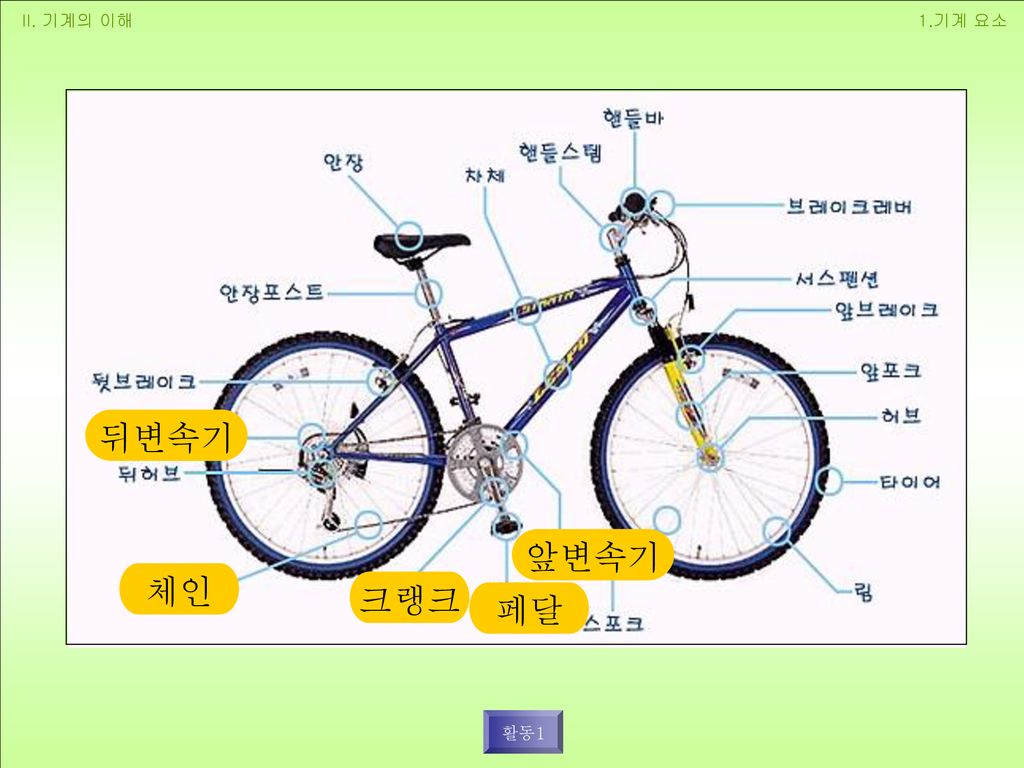 II. 기계의 이해
1.기계 요소
핸들바
핸들스템
안장
차체
브레이크레버
서스펜션
안장포스트
앞브레이크
뒷브레이크
앞포크
허브
뒤변속기
뒤허브
타이어
앞변속기
체인
크랭크
페달
림
스포크
활동1